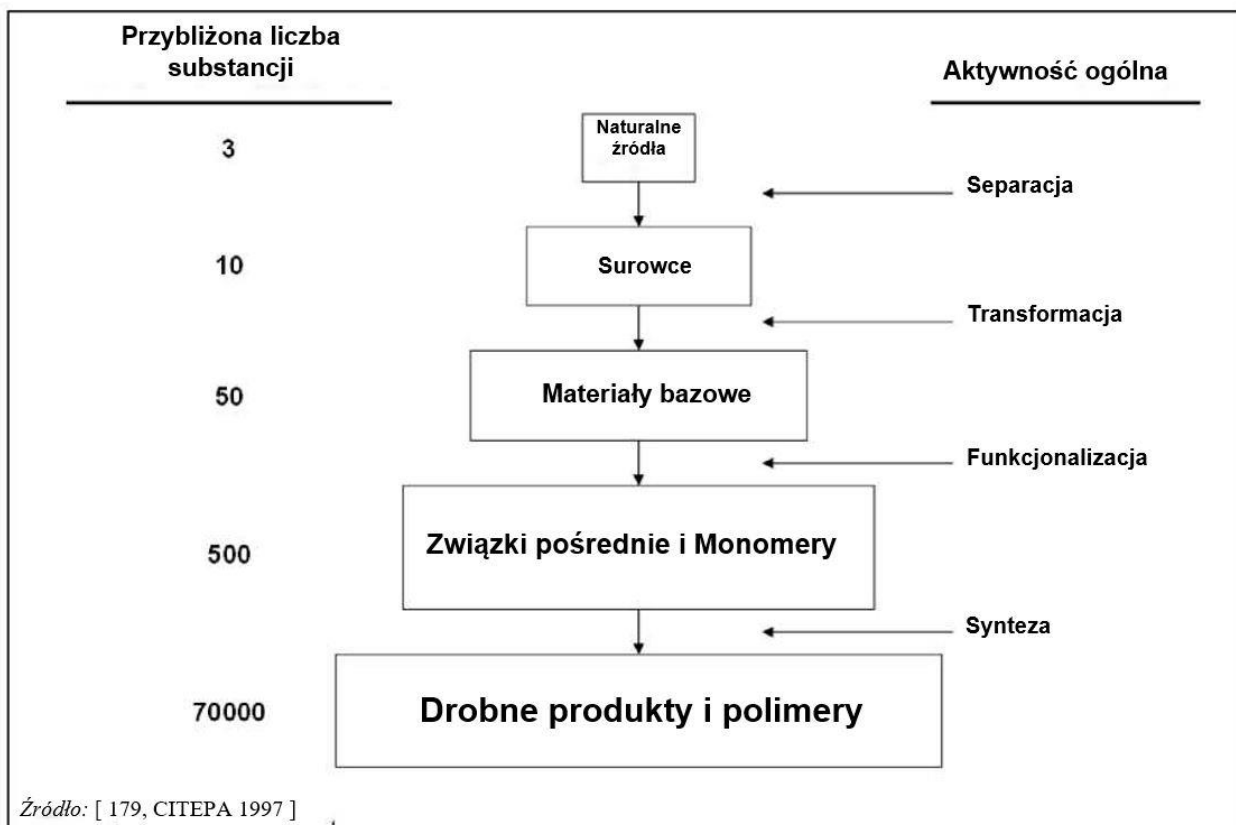 Przybliżona liczba
substancji
Aktywność ogólna
3
Naturalne
źródła
Separacja
10
Surowce
Transformacja
50
Materiały bazowe
Funkcjonalizacja
500
Związki pośrednie i Monomery
Synteza
70000
Drobne produkty i polimery
Źródło: [ 179, CITEPA 1997 ]